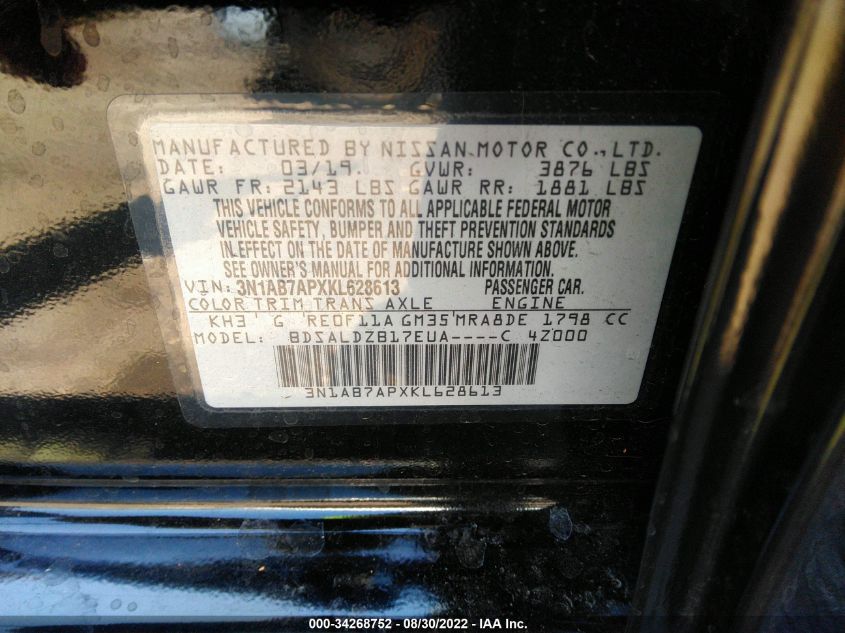 MANUFACTURED BY NISSAN MOTOR CO.,LTD.
DATE: 03/19. GVWR: 3876 LBS
GAWR FR: 2143 LBS GAWR RR: 1881 LBS
THIS VEHICLE CONFORMS TO ALL APPLICABLE FEDERAL MOTOR
VEHICLE SAFETY, BUMPER AND THEFT PREVENTION STANDARDS
IN EFFECT ON THE DATE OF MANUFACTURE SHOWN ABOVE.
SEE OWNER'S MANUAL FOR ADDITIONAL INFORMATION.
VIN: 3N1AB7APXKL628613 PASSENGER CAR.
COLOR TRIM TRANS AXLE ENGINE
KH3 G RE0F11A GM35 MRA8DE 1798 CC
MODEL: BDSALDZB17EUA----C 4Z000
3N1AB7APXKL628613
000-34268752 - 08/30/2022 - IAA Inc.